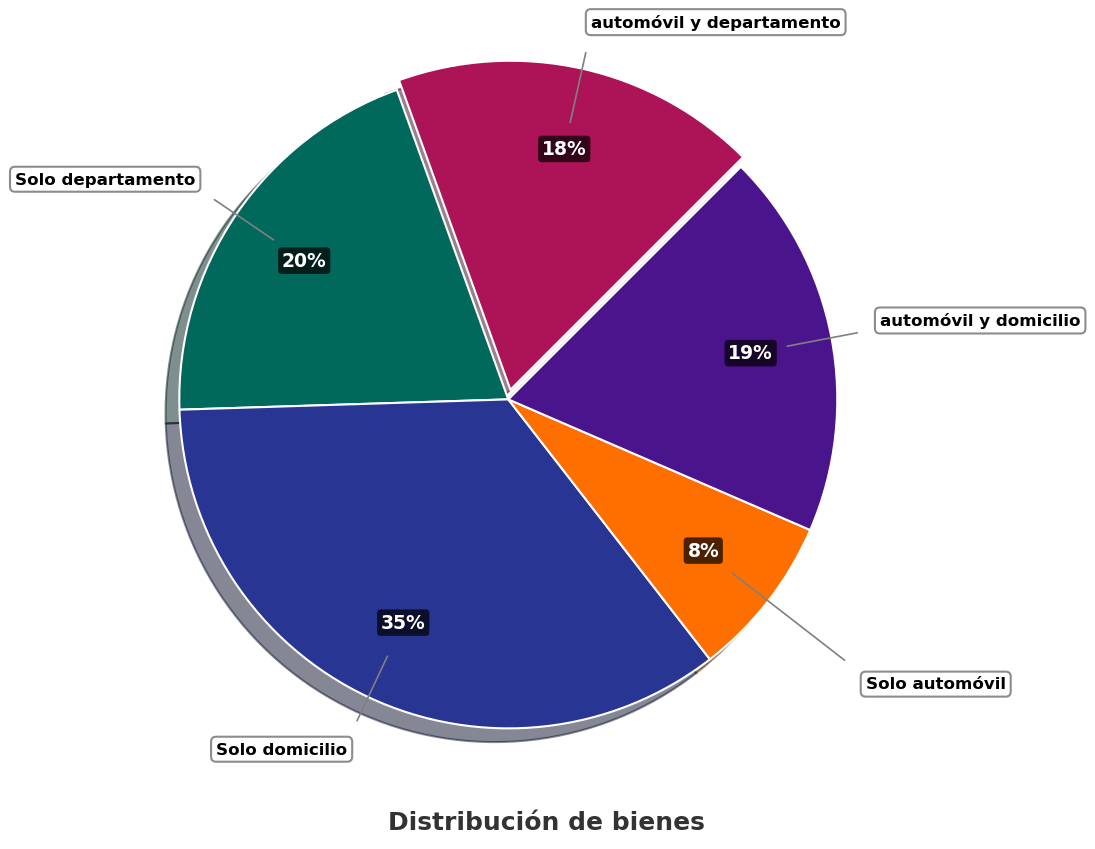 automóvil y departamento
18%
Solo departamento
20%
automóvil y domicilio
19%
8%
35%
Solo automóvil
Solo domicilio
Distribución de bienes